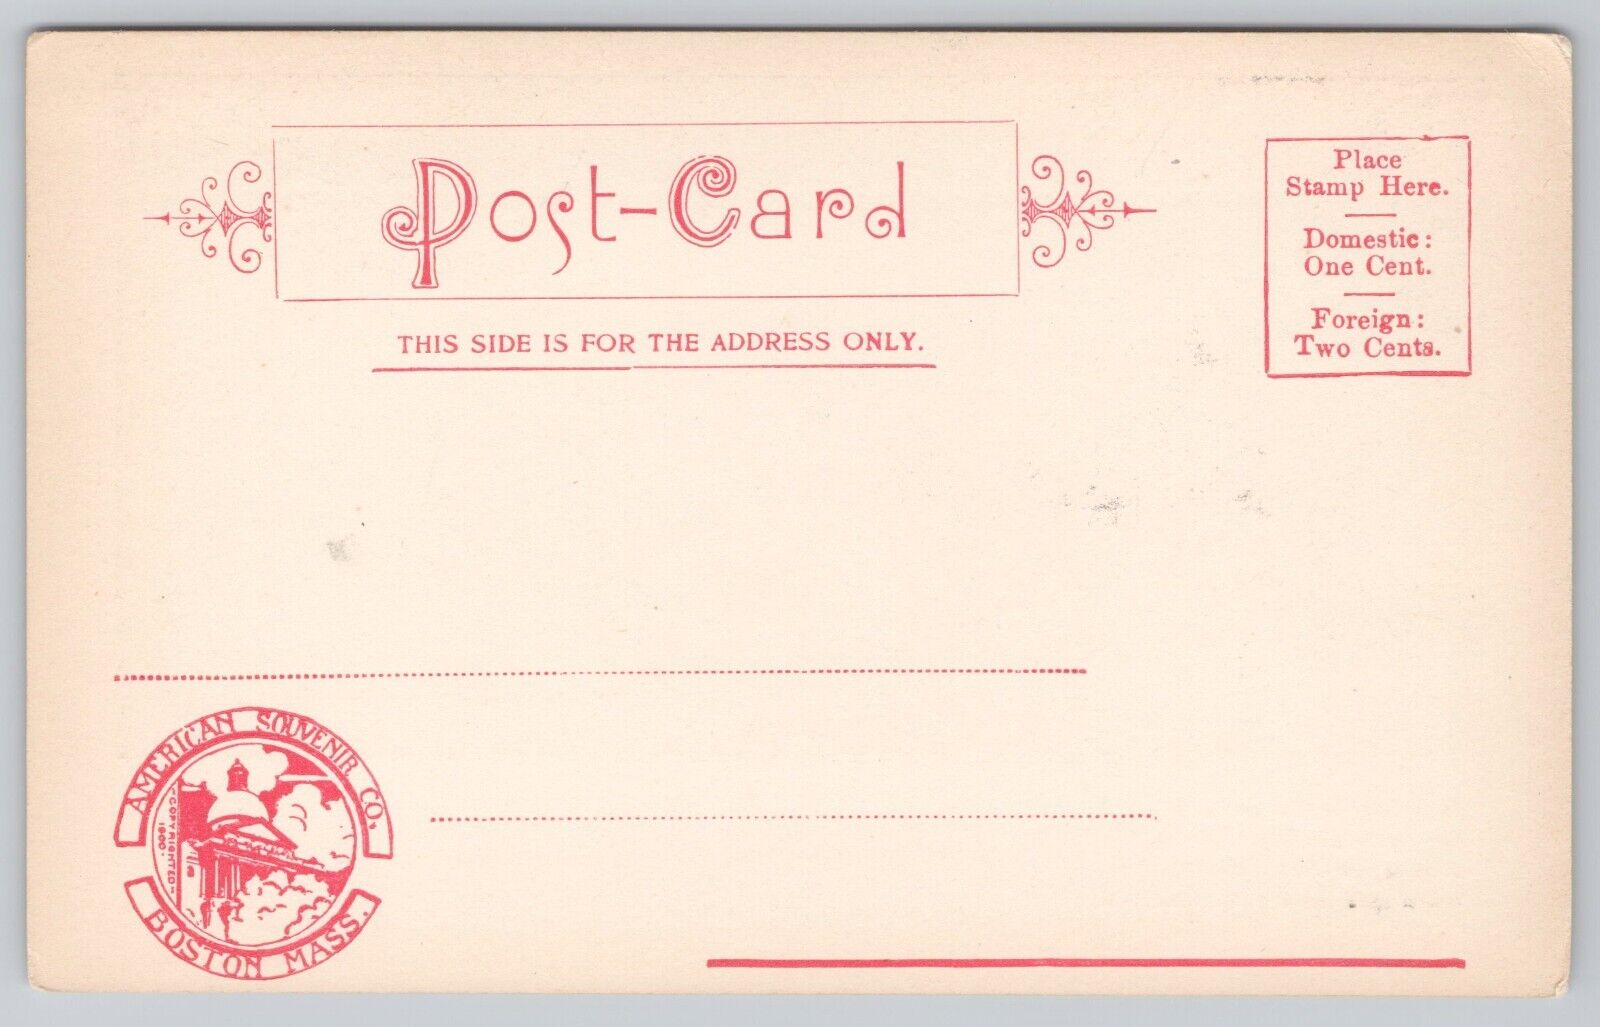 Post-Card
THIS SIDE IS FOR THE ADDRESS ONLY.
Place
Stamp Here.
Domestic:
One Cent.
Foreign:
Two Cents.
AMERICAN SOUVENIR CO.,
-COPYRIGHTED-
1900.
BOSTON MASS.